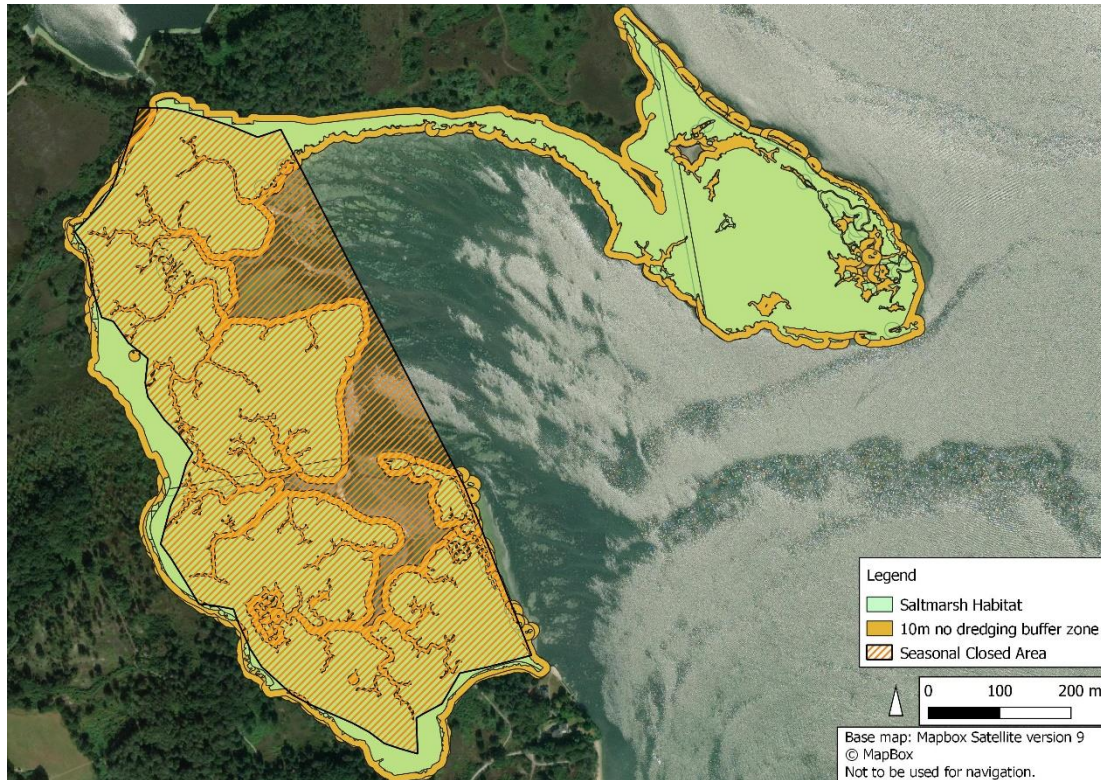 Legend
Saltmarsh Habitat
10m no dredging buffer zone
Seasonal Closed Area
0 100 200 m
Base map: Mapbox Satellite version 9
© MapBox
Not to be used for navigation.